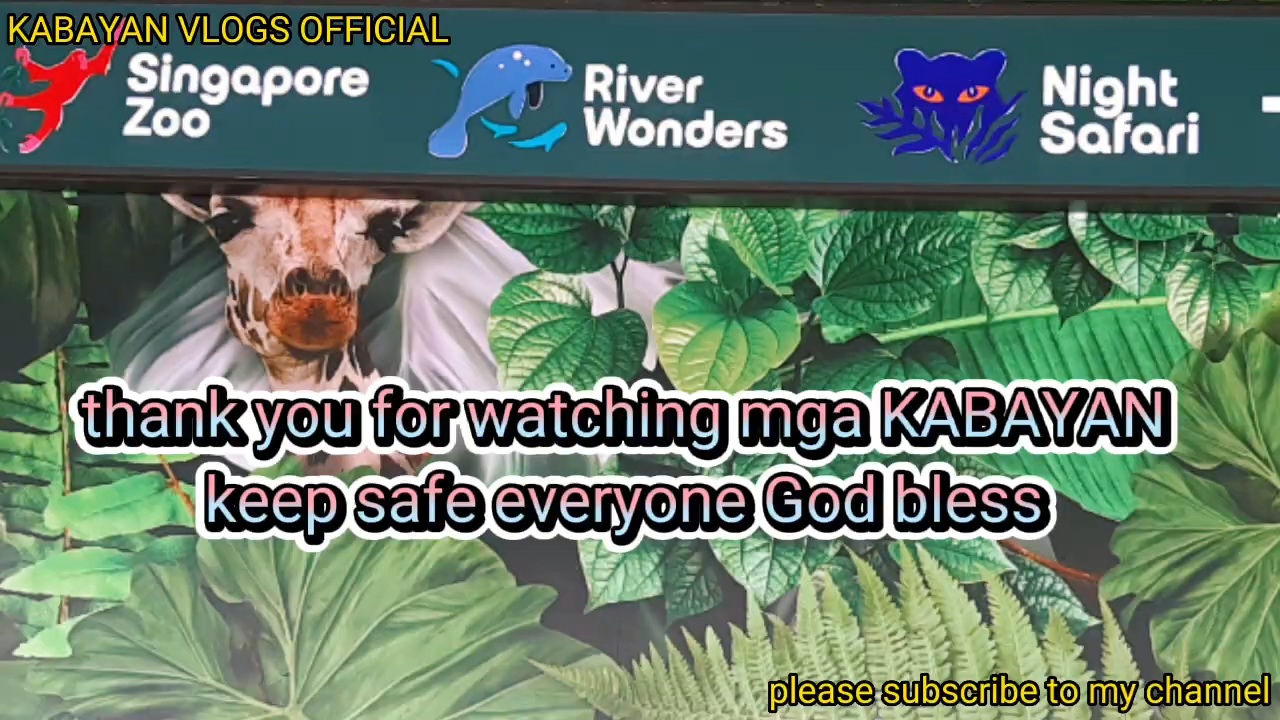 KABAYAN VLOGS OFFICIAL
Singapore
Zoo
River
Wonders
Night
Safari
thank you for watching mga KABAYAN
keep safe everyone God bless
please subscribe to my channel